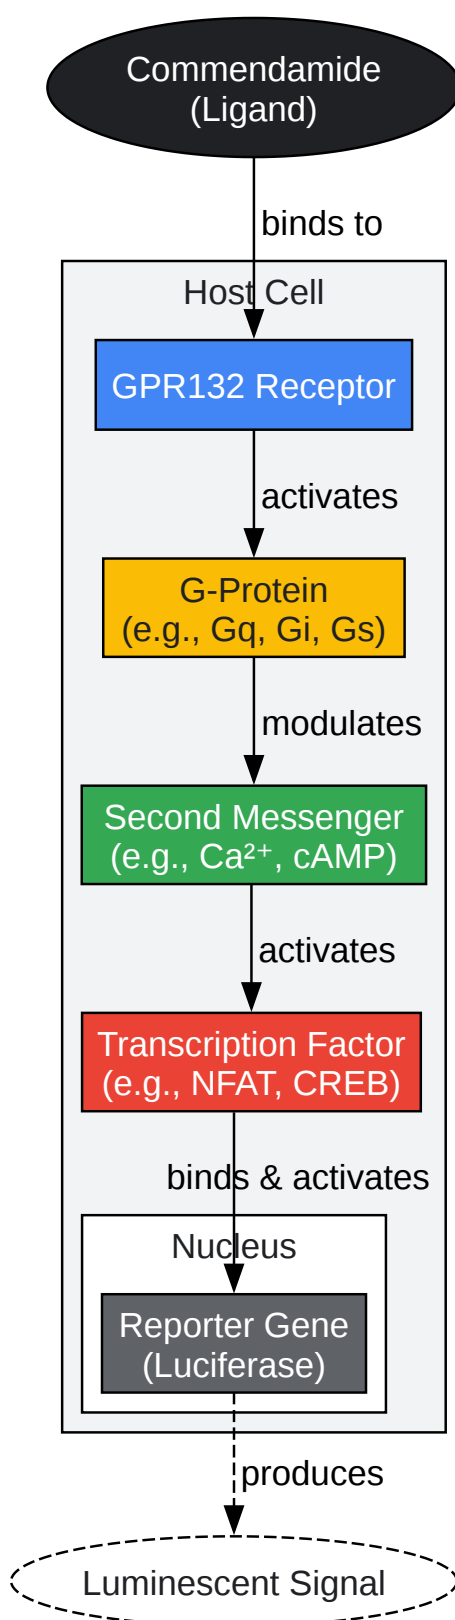 Commendamide
(Ligand)
binds to
Host Cell
GPR132 Receptor
activates
G-Protein
(e.g., Gq, Gi, Gs)
modulates
Second Messenger
(e.g., Ca²⁺, cAMP)
activates
Transcription Factor
(e.g., NFAT, CREB)
binds & activates
Nucleus
Reporter Gene
(Luciferase)
produces
Luminescent Signal